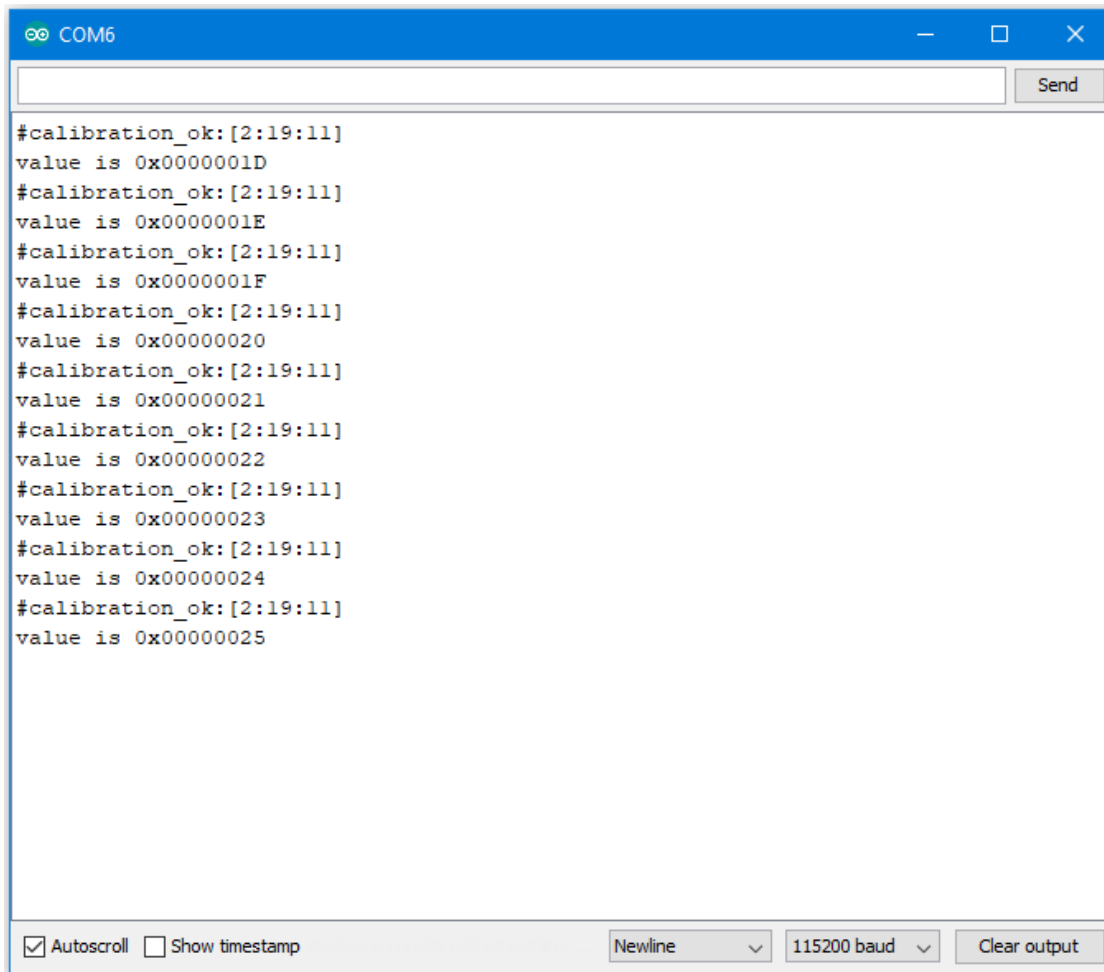 COM6
Send
#calibration_ok:[2:19:11]
value is 0x0000001D
#calibration_ok:[2:19:11]
value is 0x0000001E
#calibration_ok:[2:19:11]
value is 0x0000001F
#calibration_ok:[2:19:11]
value is 0x00000020
#calibration_ok:[2:19:11]
value is 0x00000021
#calibration_ok:[2:19:11]
value is 0x00000022
#calibration_ok:[2:19:11]
value is 0x00000023
#calibration_ok:[2:19:11]
value is 0x00000024
#calibration_ok:[2:19:11]
value is 0x00000025
Autoscroll Show timestamp Newline 115200 baud Clear output